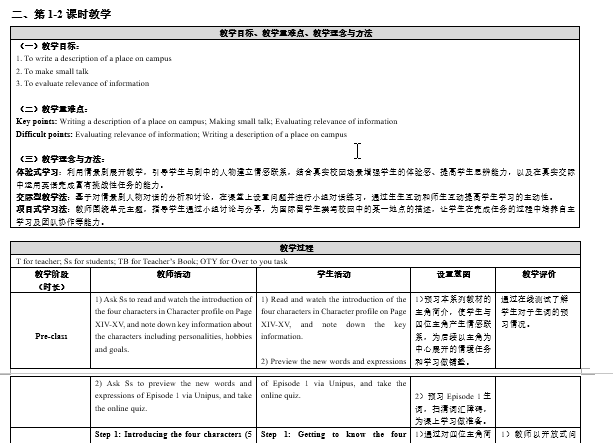 二、第 1-2 课时教学
教学目标、教学重难点、教学理念与方法
（一）教学目标：
1. To write a description of a place on campus
2. To make small talk
3. To evaluate relevance of information
（二）教学重难点：
Key points: Writing a description of a place on campus; Making small talk; Evaluating relevance of information
Difficult points: Evaluating relevance of information; Writing a description of a place on campus
（三）教学理念与方法：
体验式学习：利用情景剧展开教学，引导学生与剧中的人物建立情感联系，结合真实校园场景增强学生的体验感、提高学生思辨能力，以及在真实交际
中运用英语完成富有挑战性任务的能力。
交际型教学法：基于对情景剧人物对话的分析和讨论，在课堂上设置问题并进行小组对话练习，通过生生互动和师生互动提高学生学习的主动性。
项目式学习法：教师围绕单元主题，指导学生通过小组讨论与分享，为国际留学生撰写校园中的某一地点的描述，让学生在完成任务的过程中培养自主
学习及团队协作等能力。
教学过程
T for teacher; Ss for students; TB for Teacher's Book; OTY for Over to you task
教学阶段
（时长）
教师活动
学生活动
设置意图
教学评价
Pre-class
1) Ask Ss to read and watch the introduction of
the four characters in Character profile on Page
XIV-XV, and note down key information about
the characters including personalities, hobbies
and goals.
1) Read and watch the introduction of the
four characters in Character profile on Page
XIV-XV, and note down the key
information.
2) Preview the new words and expressions
1)预习本系列教材的
主角简介，使学生与
四位主角产生情感联
系，为后续以主角为
中心展开的情境任务
和学习做铺垫。
通过在线测试了解
学生对于生词的预
习情况。
2) Ask Ss to preview the new words and
expressions of Episode 1 via Unipus, and take
the online quiz.
of Episode 1 via Unipus, and take the
online quiz.
2) 预习 Episode 1 生
词，扫清词汇障碍，
为课上学习做准备。
Step 1: Introducing the four characters (5
Step 1: Getting to know the four
1)通过对四位主角简
1) 教师以开放式问